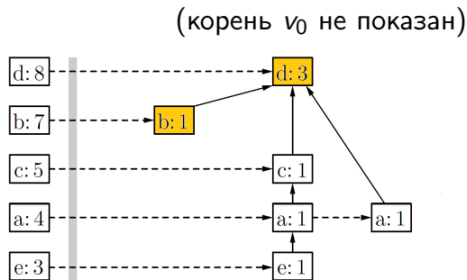 (корень v₀ не показан)
d: 8 d: 3
b: 7 b: 1
c: 5 c: 1
a: 4 a: 1 a: 1
e: 3 e: 1